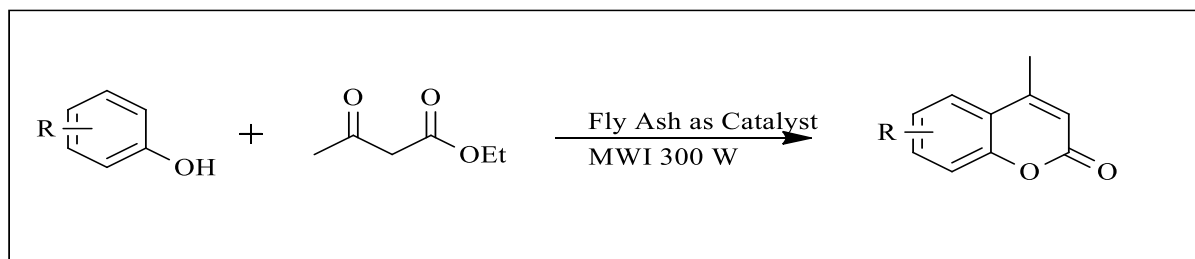 R
OH
+
O
O
OEt
Fly Ash as Catalyst
MWI 300 W
R
O
O